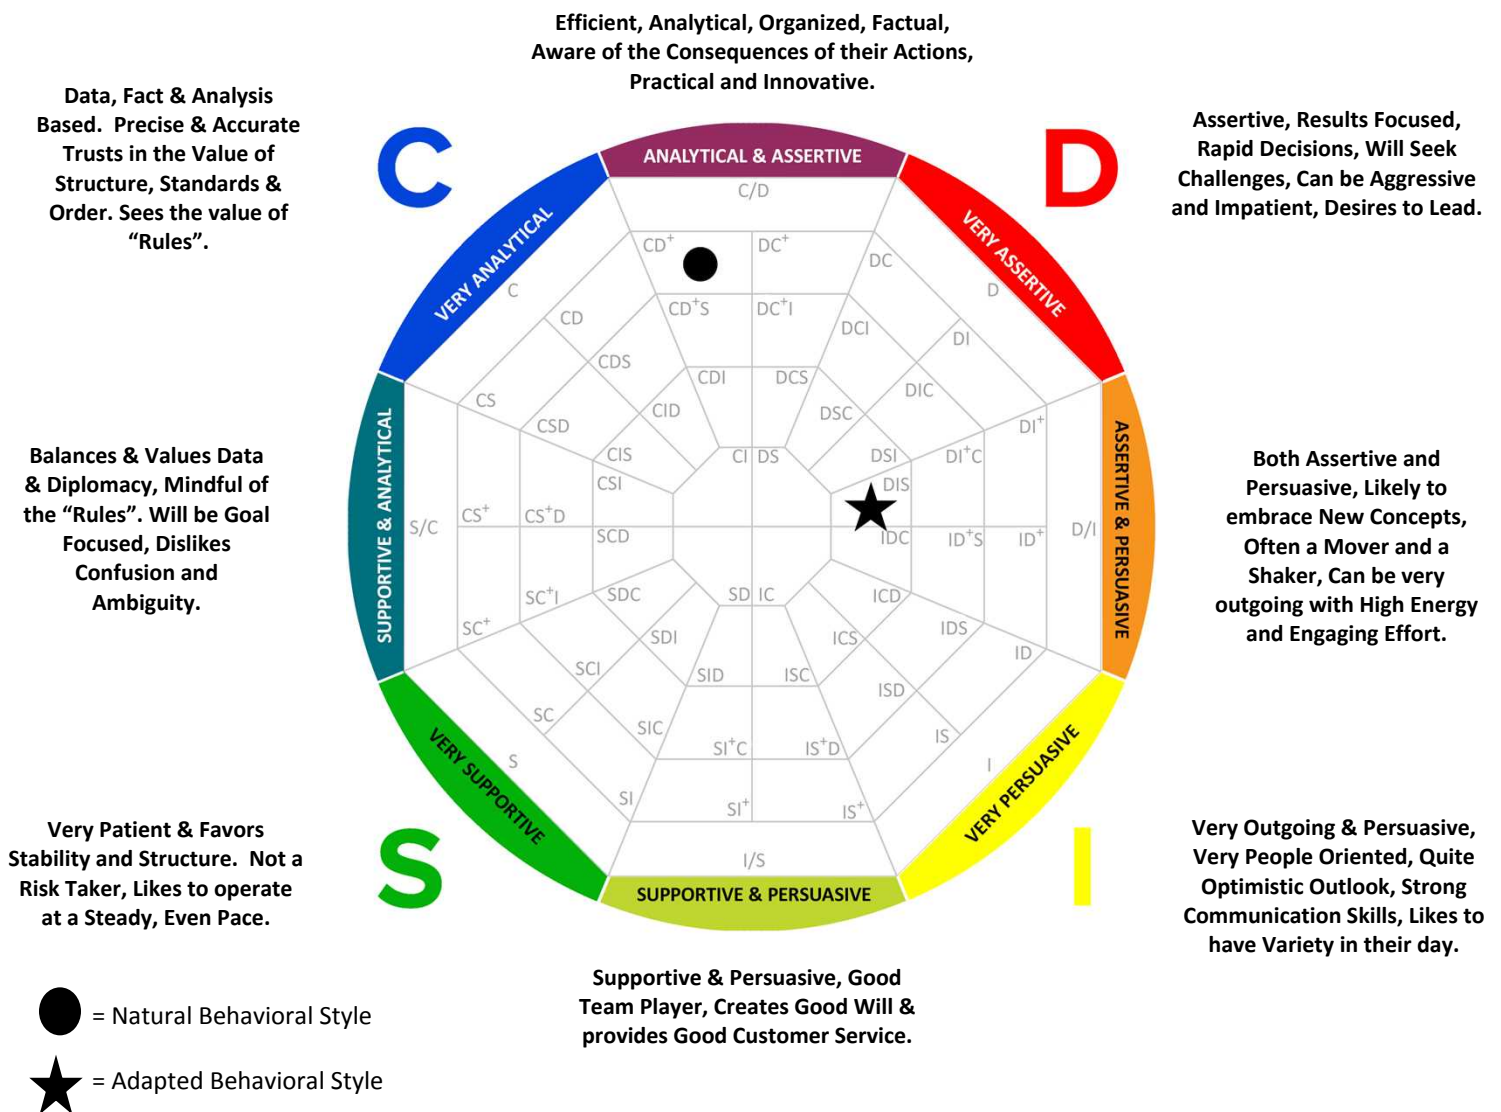 Efficient, Analytical, Organized, Factual,
Aware of the Consequences of their Actions,
Practical and Innovative.
Data, Fact & Analysis
Based.  Precise & Accurate
Trusts in the Value of
Structure, Standards &
Order. Sees the value of
“Rules”.
C
D
Assertive, Results Focused,
Rapid Decisions, Will Seek
Challenges, Can be Aggressive
and Impatient, Desires to Lead.
ANALYTICAL & ASSERTIVE
VERY ANALYTICAL
VERY ASSERTIVE
C/D
CD+
DC+
DC
C
D
CD
CD+S
DC+I
DCI
DI
CDS
CDI
DCS
DIC
CS
CID
DSC
CSD
DI+
CIS
CI
DS
DSI
DI+C
CSI
DIS
SUPPORTIVE & ANALYTICAL
ASSERTIVE & PERSUASIVE
S/C
CS+
CS+D
SCD
IDC
ID+S
ID+
D/I
SC+
SC+I
SDC
SD
IC
ICD
IDS
SDI
ICS
ID
SCI
SID
ISC
ISD
SC
SIC
IS
SI+C
IS+D
S
I
SI
SI+
IS+
I/S
VERY SUPPORTIVE
VERY PERSUASIVE
SUPPORTIVE & PERSUASIVE
Balances & Values Data
& Diplomacy, Mindful of
the “Rules”. Will be Goal
Focused, Dislikes
Confusion and
Ambiguity.
Both Assertive and
Persuasive, Likely to
embrace New Concepts,
Often a Mover and a
Shaker, Can be very
outgoing with High Energy
and Engaging Effort.
S
I
Very Patient & Favors
Stability and Structure.  Not a
Risk Taker, Likes to operate
at a Steady, Even Pace.
Very Outgoing & Persuasive,
Very People Oriented, Quite
Optimistic Outlook, Strong
Communication Skills, Likes to
have Variety in their day.
Supportive & Persuasive, Good
Team Player, Creates Good Will &
provides Good Customer Service.
= Natural Behavioral Style
= Adapted Behavioral Style